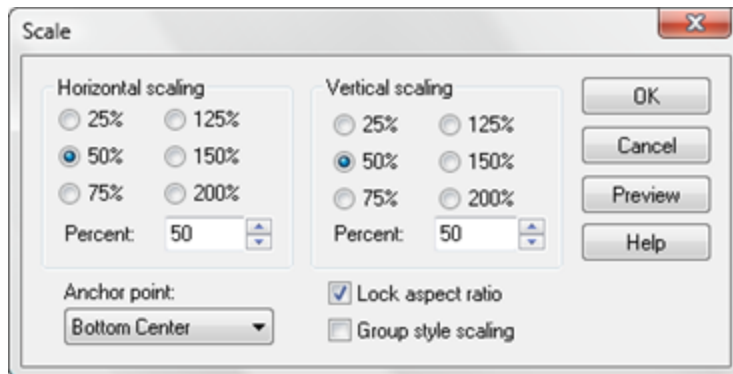 Scale
Horizontal scaling
25% 125%
50% 150%
75% 200%
Percent: 50
Vertical scaling
25% 125%
50% 150%
75% 200%
Percent: 50
OK
Cancel
Preview
Help
Anchor point:
Bottom Center
Lock aspect ratio
Group style scaling